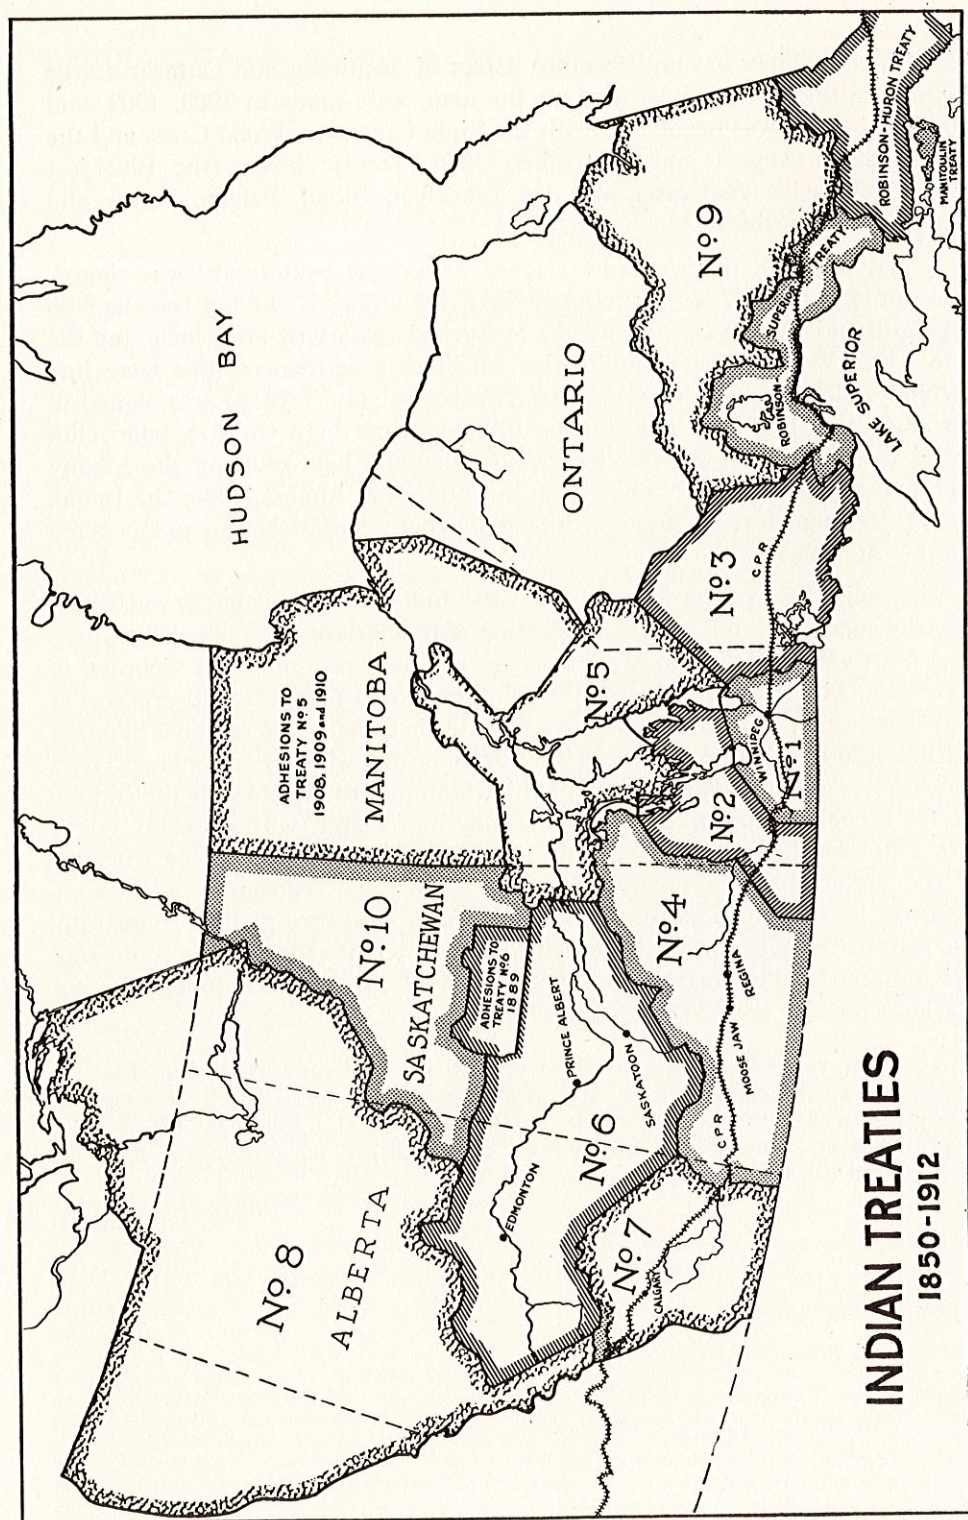 INDIAN TREATIES
1850-1912
HUDSON BAY
ONTARIO
MANITOBA
SASKATCHEWAN
ALBERTA
ADHESIONS TO
TREATY Nº 5
1908, 1909 and 1910
ADHESIONS TO
TREATY Nº 6
1889
Nº 8
Nº 10
Nº 9
Nº 5
Nº 3
Nº 6
Nº 4
Nº 2
Nº 1
Nº 7
EDMONTON
PRINCE ALBERT
SASKATOON
CALGARY
MOOSE JAW
REGINA
WINNIPEG
C P R
C P R
ROBINSON
SUPERIOR
TREATY
LAKE SUPERIOR
ROBINSON-HURON TREATY
MANITOULIN
TREATY